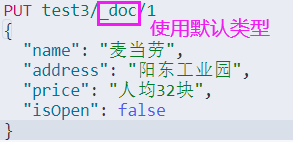 PUT test3/_doc/1
使用默认类型
{
  "name": "麦当劳",
  "address": "阳东工业园",
  "price": "人均32块",
  "isOpen": false
}